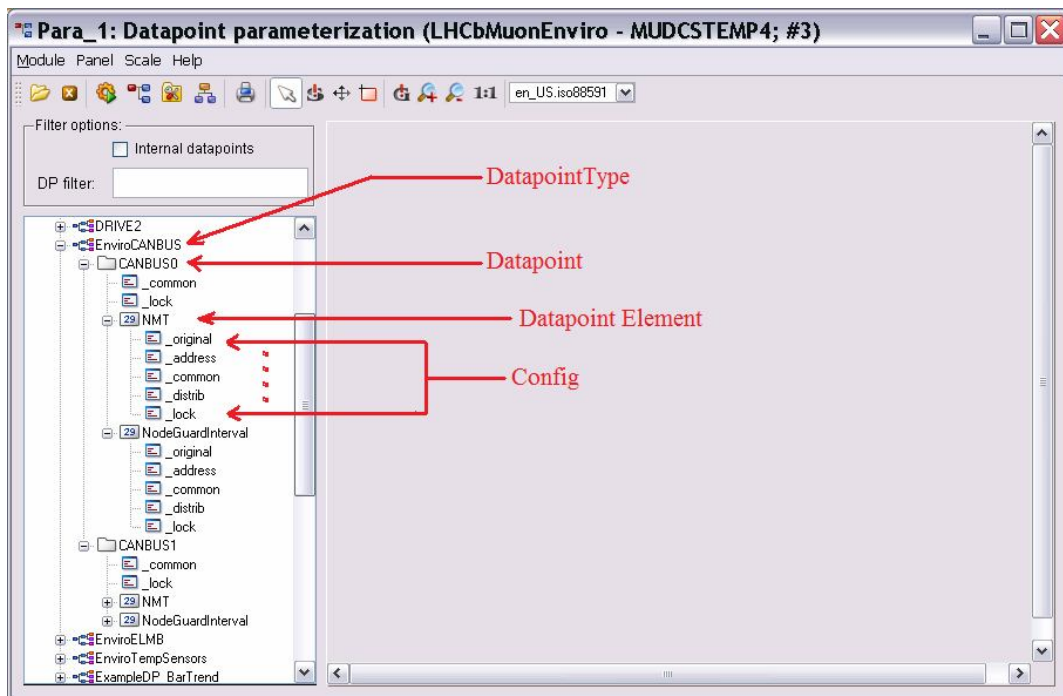 Para_1: Datapoint parameterization (LHCbMuonEnviro - MUDCSTEMP4; #3)
Module Panel Scale Help
1:1 en_US.iso88591
Filter options:
Internal datapoints
DP filter:
DatapointType
DRIVE2
EnviroCANBUS
CANBUS0
Datapoint
_common
_lock
29 NMT
Datapoint Element
_original
_address
_common
Config
_distrib
_lock
29 NodeGuardInterval
_original
_address
_common
_distrib
_lock
CANBUS1
_common
_lock
29 NMT
29 NodeGuardInterval
EnviroELMB
EnviroTempSensors
ExampleDP_BarTrend